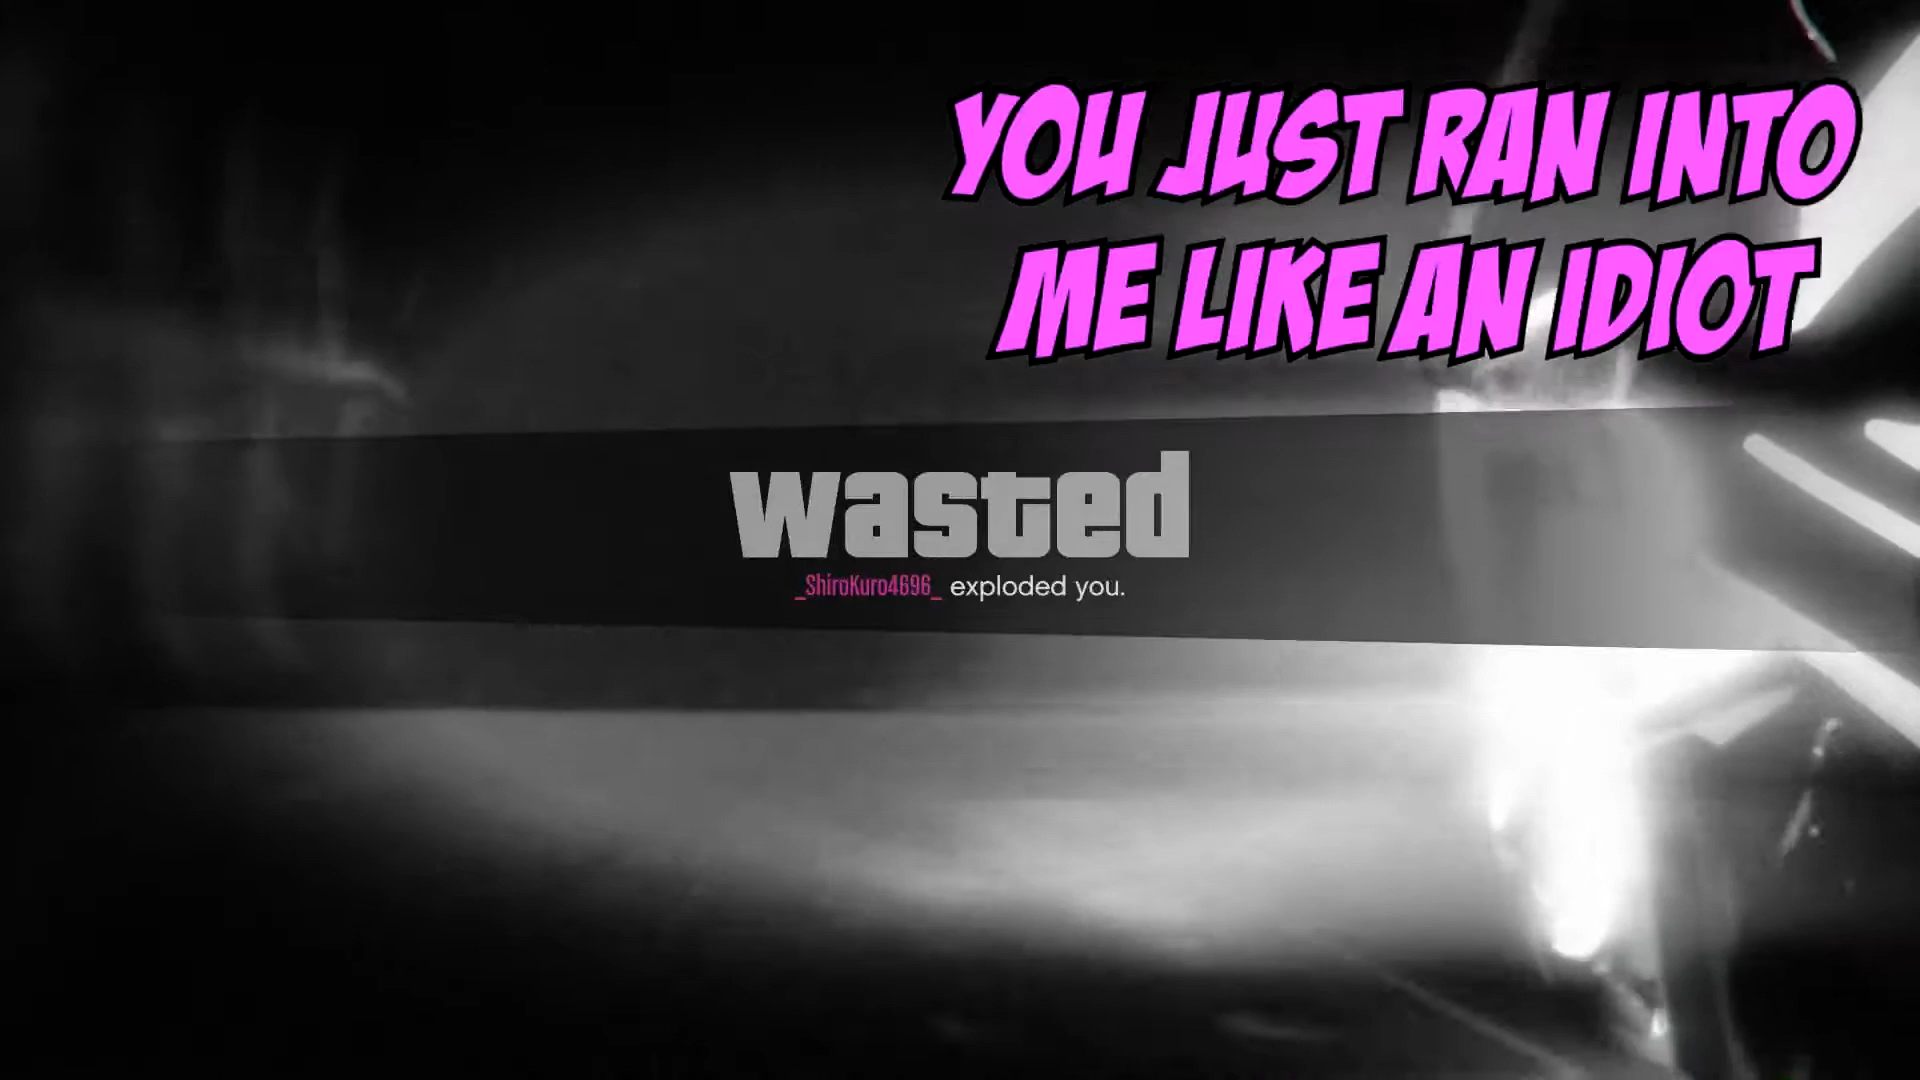 YOU JUST RAN INTO
ME LIKE AN IDIOT
wasted
_ShiroKuro4696_ exploded you.